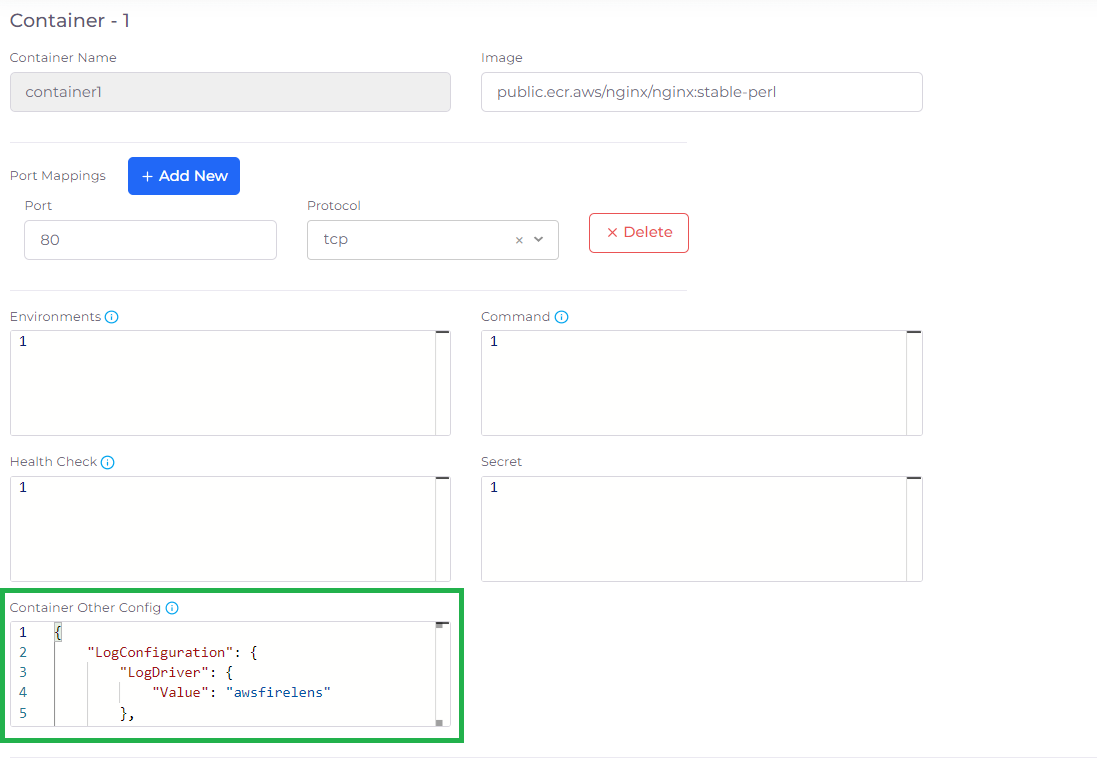 Container - 1
Container Name
Image
container1
public.ecr.aws/nginx/nginx:stable-perl
Port Mappings
+ Add New
Port
Protocol
80
tcp
× Delete
Environments
Command
1
1
Health Check
Secret
1
1
Container Other Config
1 {
2 "LogConfiguration": {
3 "LogDriver": {
4 "Value": "awsfirelens"
5 },